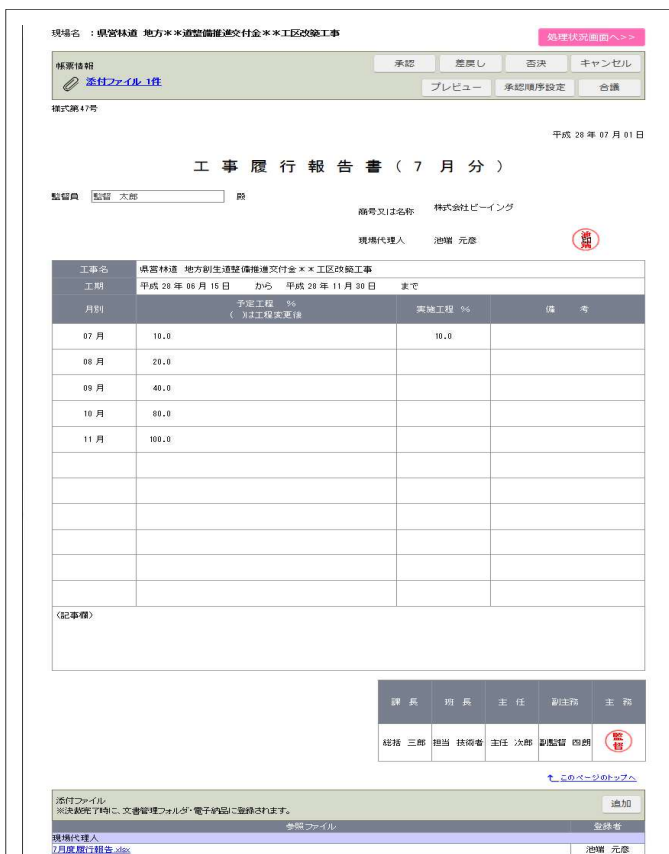 現場名 ：県営林道 地方＊＊道整備推進交付金＊＊工区改築工事
処理状況画面へ>>
帳票情報
承認 差戻し 否決 キャンセル
添付ファイル 1件
プレビュー 承認順序設定 合議
様式第47号
平成 28 年 07 月 01 日
工 事 履 行 報 告 書 ( 7 月 分 )
監督員 監督 太郎 殿
商号又は名称 株式会社ビーイング
現場代理人 池端 元彦
工事名 県営林道 地方創生道整備推進交付金＊＊工区改築工事
工期 平成 28 年 06 月 15 日 から 平成 28 年 11 月 30 日 まで
月別 予定工程 % 実施工程 % 備 考
( )は工程変更後
07 月 10.0 10.0
08 月 20.0
09 月 40.0
10 月 80.0
11 月 100.0
〈記事欄〉
課 長 班 長 主 任 副主務 主 務
総括 三郎 担当 技術者 主任 次郎 副監督 四朗 監督
↑ このページのトップへ
添付ファイル
※決裁完了時に、文書管理フォルダ・電子納品に登録されます。
追加
参照ファイル 登録者
現場代理人
7月度履行報告.xlsx 池端 元彦